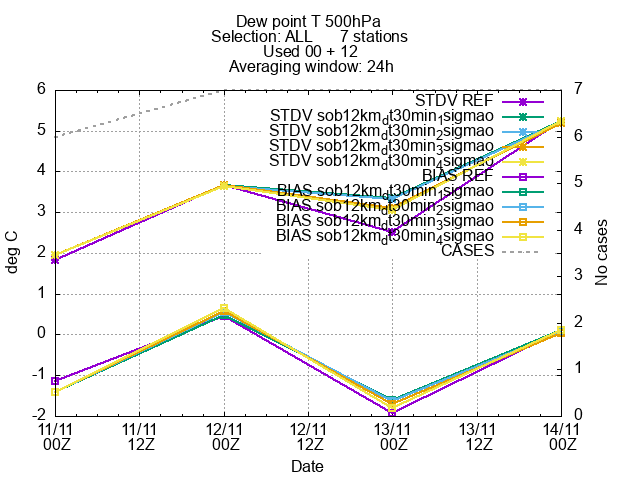 Dew point T 500hPa
Selection: ALL 7 stations
Used 00 + 12
Averaging window: 24h
6
5
4
3
2
1
0
-1
-2
deg C
7
6
5
4
3
2
1
0
No cases
STDV REF
STDV sob12km_dt30min_1sigmao
STDV sob12km_dt30min_2sigmao
STDV sob12km_dt30min_3sigmao
STDV sob12km_dt30min_4sigmao
BIAS REF
BIAS sob12km_dt30min_1sigmao
BIAS sob12km_dt30min_2sigmao
BIAS sob12km_dt30min_3sigmao
BIAS sob12km_dt30min_4sigmao
CASES
11/11 11/11 12/11 12/11 13/11 13/11 14/11
00Z 12Z 00Z 12Z 00Z 12Z 00Z
Date